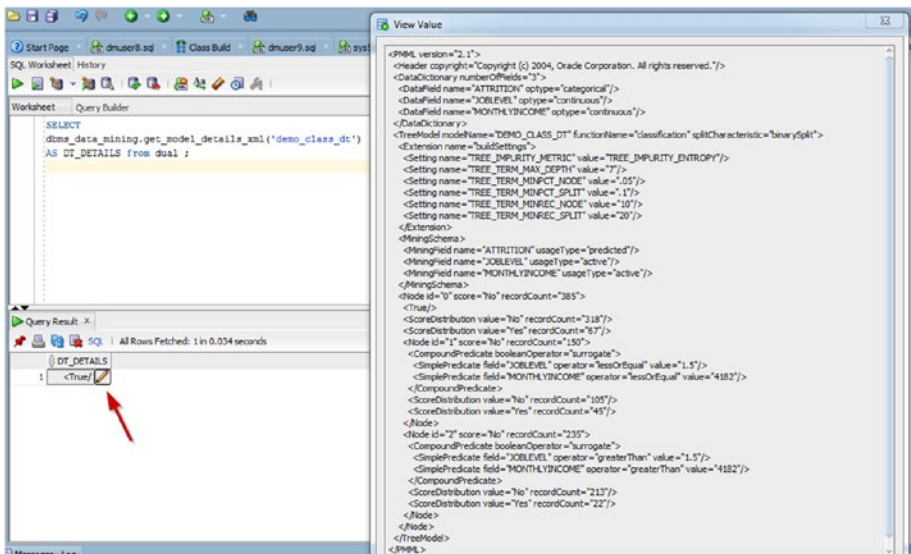 Start Page
dmuser8.sql
Class Build
dmuser9.sql
SQL Worksheet History
Worksheet Query Builder
SELECT
dbms_data_mining.get_model_details_xml('demo_class_dt')
AS DT_DETAILS from dual ;
Query Result
SQL | All Rows Fetched: 1 in 0.034 seconds
DT_DETAILS
1 <True/
View Value
<PMML version="2.1">
<Header copyright="Copyright (c) 2004, Oracle Corporation. All rights reserved."/>
<DataDictionary numberOfFields="3">
<DataField name="ATTRITION" optype="categorical"/>
<DataField name="JOBLEVEL" optype="continuous"/>
<DataField name="MONTHLYINCOME" optype="continuous"/>
</DataDictionary>
<TreeModel modelName="DEMO_CLASS_DT" functionName="classification" splitCharacteristic="binarySplit">
<Extension name="buildSettings">
<Setting name="TREE_IMPURITY_METRIC" value="TREE_IMPURITY_ENTROPY"/>
<Setting name="TREE_TERM_MAX_DEPTH" value="7"/>
<Setting name="TREE_TERM_MINPCT_NODE" value=".05"/>
<Setting name="TREE_TERM_MINPCT_SPLIT" value=".1"/>
<Setting name="TREE_TERM_MINREC_NODE" value="10"/>
<Setting name="TREE_TERM_MINREC_SPLIT" value="20"/>
</Extension>
<MiningSchema>
<MiningField name="ATTRITION" usageType="predicted"/>
<MiningField name="JOBLEVEL" usageType="active"/>
<MiningField name="MONTHLYINCOME" usageType="active"/>
</MiningSchema>
<Node id="0" score="No" recordCount="385">
<True/>
<ScoreDistribution value="No" recordCount="318"/>
<ScoreDistribution value="Yes" recordCount="67"/>
<Node id="1" score="No" recordCount="150">
<CompoundPredicate booleanOperator="surrogate">
<SimplePredicate field="JOBLEVEL" operator="lessOrEqual" value="1.5"/>
<SimplePredicate field="MONTHLYINCOME" operator="lessOrEqual" value="4182"/>
</CompoundPredicate>
<ScoreDistribution value="No" recordCount="105"/>
<ScoreDistribution value="Yes" recordCount="45"/>
</Node>
<Node id="2" score="No" recordCount="235">
<CompoundPredicate booleanOperator="surrogate">
<SimplePredicate field="JOBLEVEL" operator="greaterThan" value="1.5"/>
<SimplePredicate field="MONTHLYINCOME" operator="greaterThan" value="4182"/>
</CompoundPredicate>
<ScoreDistribution value="No" recordCount="213"/>
<ScoreDistribution value="Yes" recordCount="22"/>
</Node>
</Node>
</TreeModel>
</PMML>